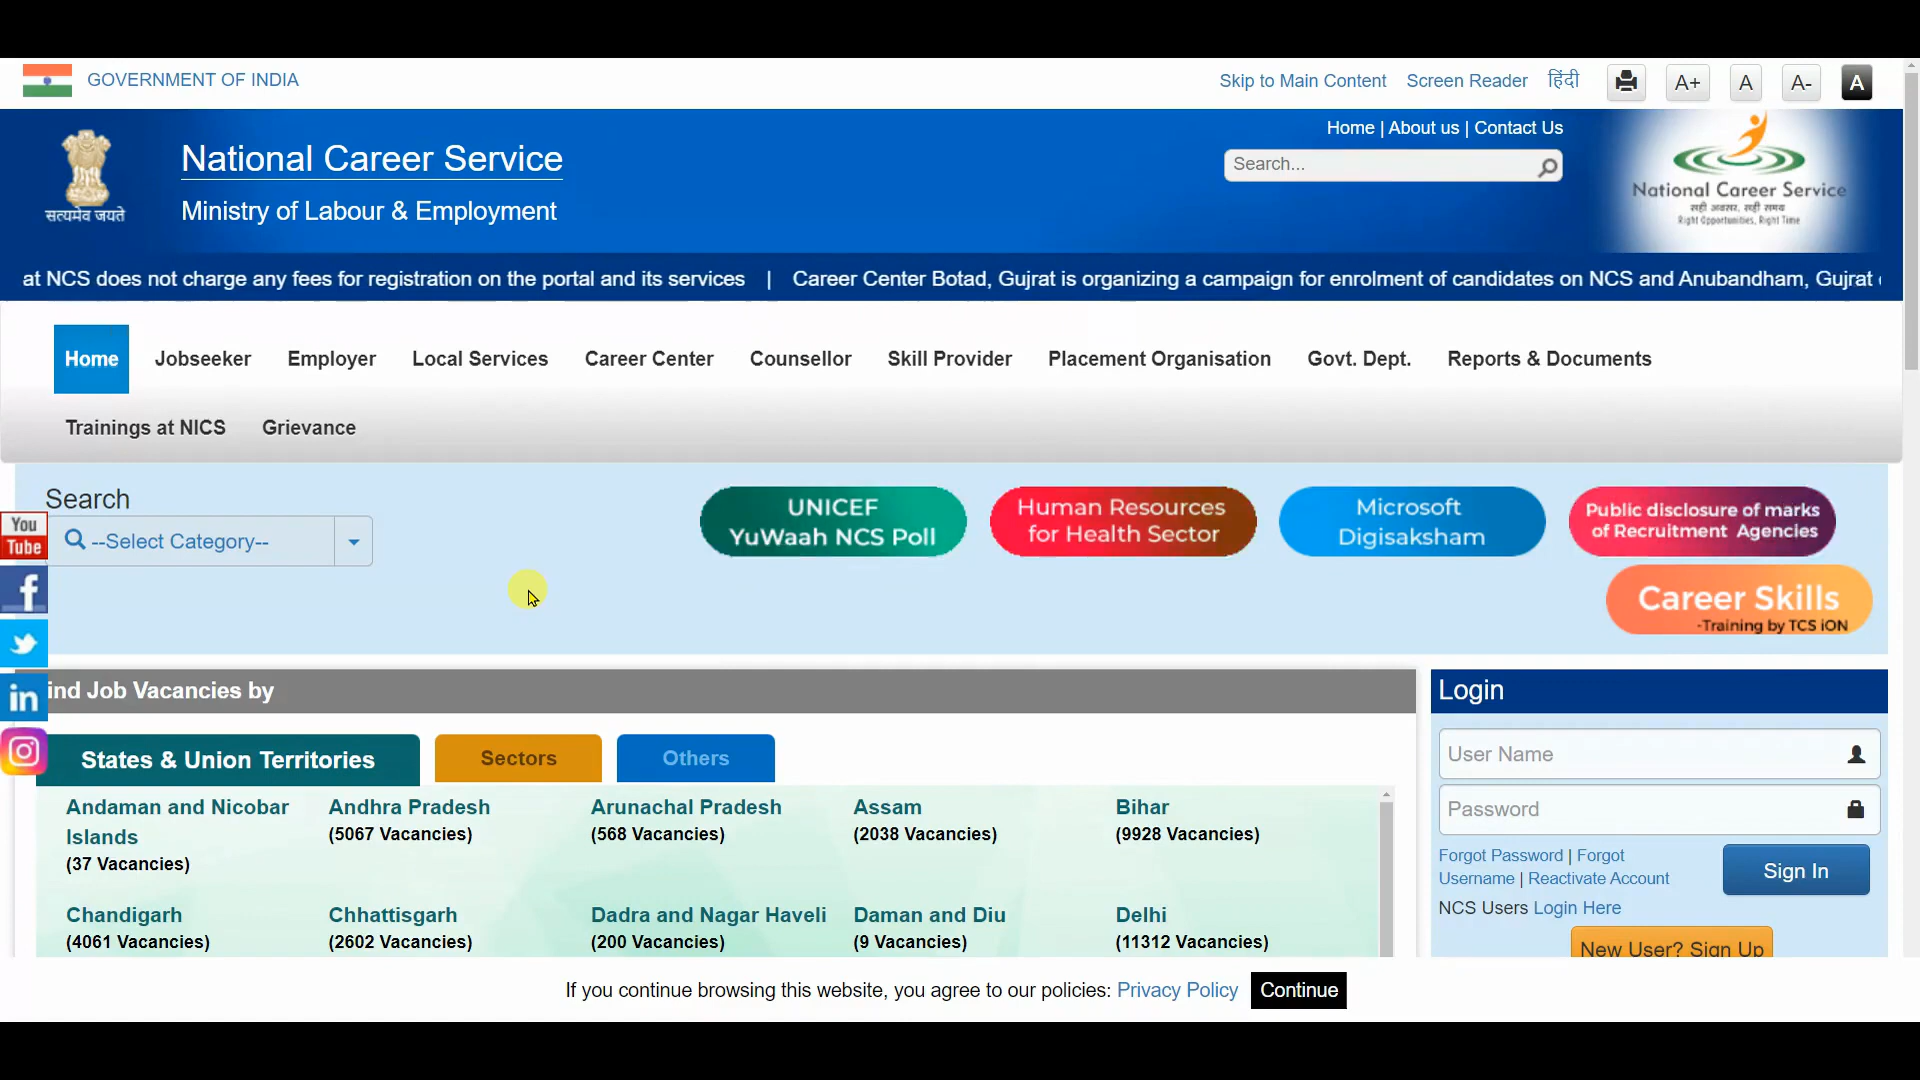 GOVERNMENT OF INDIA
Skip to Main Content Screen Reader हिंदी A+ A A- A
सत्यमेव जयते
National Career Service
Ministry of Labour & Employment
Home | About us | Contact Us
Search...
National Career Service
सही अवसर, सही समय
Right Opportunities, Right Time
at NCS does not charge any fees for registration on the portal and its services | Career Center Botad, Gujrat is organizing a campaign for enrolment of candidates on NCS and Anubandham, Gujrat
Home Jobseeker Employer Local Services Career Center Counsellor Skill Provider Placement Organisation Govt. Dept. Reports & Documents
Trainings at NICS Grievance
Search
--Select Category--
UNICEF
YuWaah NCS Poll
Human Resources
for Health Sector
Microsoft
Digisaksham
Public disclosure of marks
of Recruitment Agencies
Career Skills
-Training by TCS iON
You
Tube
f
in
ind Job Vacancies by
States & Union Territories Sectors Others
Andaman and Nicobar
Islands
(37 Vacancies)
Andhra Pradesh
(5067 Vacancies)
Arunachal Pradesh
(568 Vacancies)
Assam
(2038 Vacancies)
Bihar
(9928 Vacancies)
Chandigarh
(4061 Vacancies)
Chhattisgarh
(2602 Vacancies)
Dadra and Nagar Haveli
(200 Vacancies)
Daman and Diu
(9 Vacancies)
Delhi
(11312 Vacancies)
Login
User Name
Password
Forgot Password | Forgot
Username | Reactivate Account
Sign In
NCS Users Login Here
New User? Sign Up
If you continue browsing this website, you agree to our policies: Privacy Policy Continue